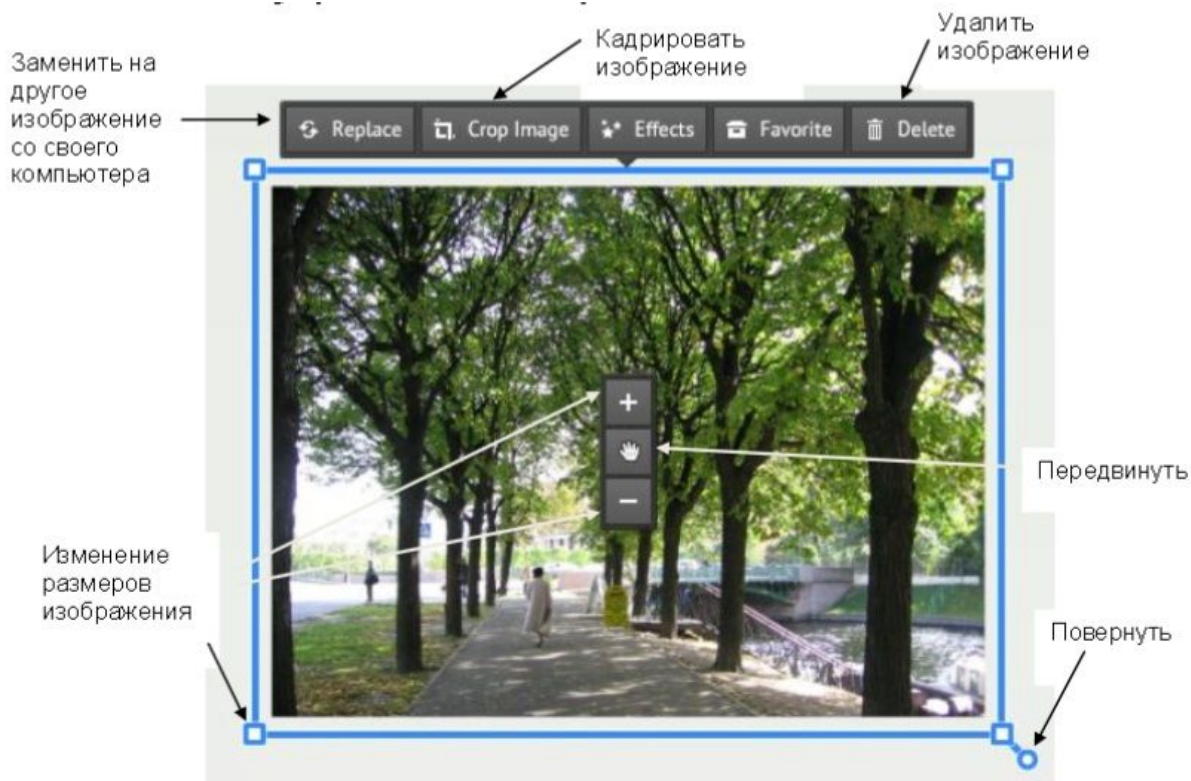 Заменить на
другое
изображение
со своего
компьютера
Кадрировать
изображение
Удалить
изображение
Replace
Crop Image
Effects
Favorite
Delete
Передвинуть
Изменение
размеров
изображения
Повернуть